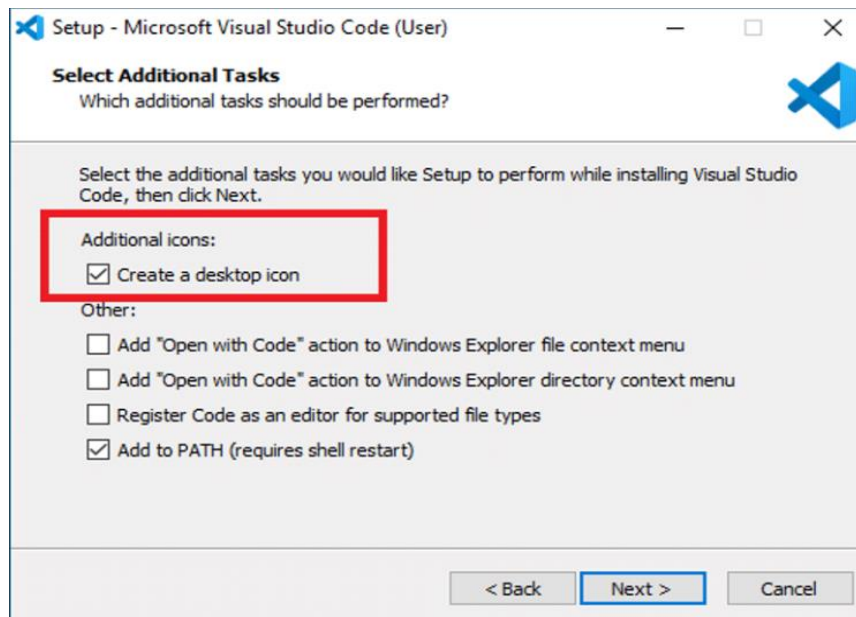 Setup - Microsoft Visual Studio Code (User)
Select Additional Tasks
Which additional tasks should be performed?
Select the additional tasks you would like Setup to perform while installing Visual Studio
Code, then click Next.
Additional icons:
Create a desktop icon
Other:
Add "Open with Code" action to Windows Explorer file context menu
Add "Open with Code" action to Windows Explorer directory context menu
Register Code as an editor for supported file types
Add to PATH (requires shell restart)
< Back Next > Cancel